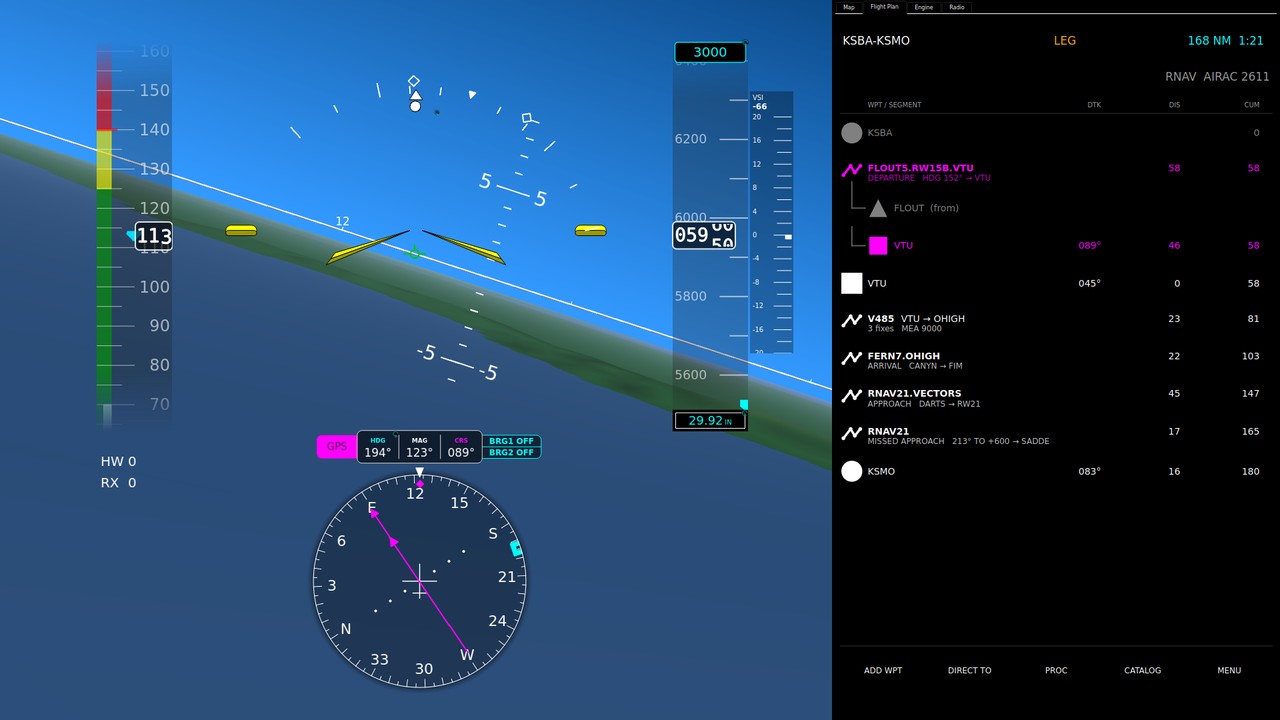 Map Flight Plan Engine Radio
KSBA-KSMO LEG 168 NM 1:21
RNAV AIRAC 2611
WPT / SEGMENT DTK DIS CUM
KSBA 0
FLOUT5.RW15B.VTU 58 58
DEPARTURE HDG 152° → VTU
FLOUT (from)
VTU 089° 46 58
VTU 045° 0 58
V485 VTU → OHIGH 23 81
3 fixes MEA 9000
FERN7.OHIGH 22 103
ARRIVAL CANYN → FIM
RNAV21.VECTORS 45 147
APPROACH DARTS → RW21
RNAV21 17 165
MISSED APPROACH 213° TO +600 → SADDE
KSMO 083° 16 180
ADD WPT DIRECT TO PROC CATALOG MENU
160
150
140
130
120
113
110
100
90
80
70
HW 0
RX 0
12
5 5
-5 -5
3000
6400
6200
6000
059 60 50
5800
5600
29.92 IN
VSI
-66
20
16
12
8
4
0
-4
-8
-12
-16
-20
GPS
HDG MAG CRS
194° 123° 089°
BRG1 OFF
BRG2 OFF
12
15
S
21
24
W
30
33
N
3
6
E